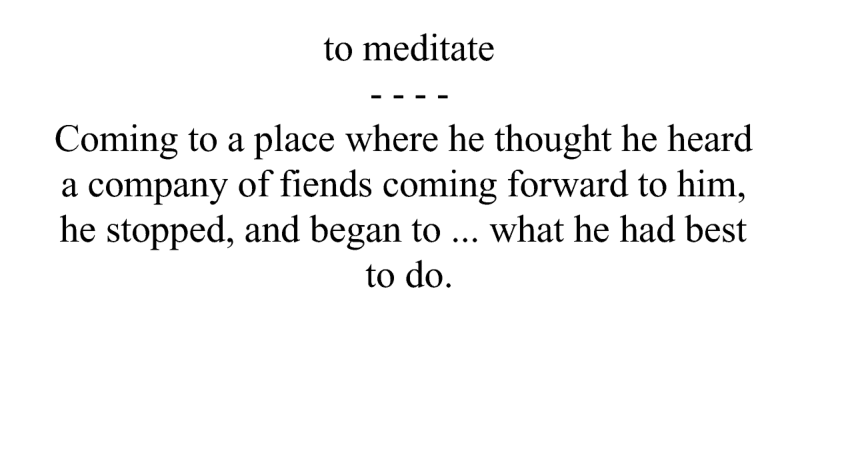 to meditate
- - - -
Coming to a place where he thought he heard
a company of fiends coming forward to him,
he stopped, and began to ... what he had best
to do.